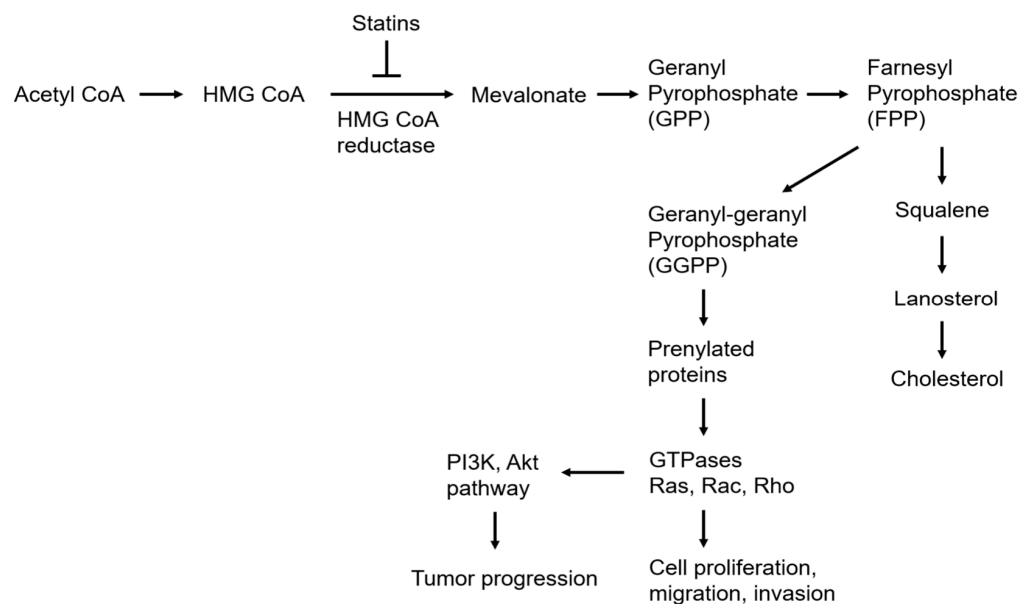 Statins
Acetyl CoA
HMG CoA
HMG CoA
reductase
Mevalonate
Geranyl
Pyrophosphate
(GPP)
Farnesyl
Pyrophosphate
(FPP)
Geranyl-geranyl
Pyrophosphate
(GGPP)
Squalene
Lanosterol
Cholesterol
Prenylated
proteins
GTPases
Ras, Rac, Rho
PI3K, Akt
pathway
Tumor progression
Cell proliferation,
migration, invasion